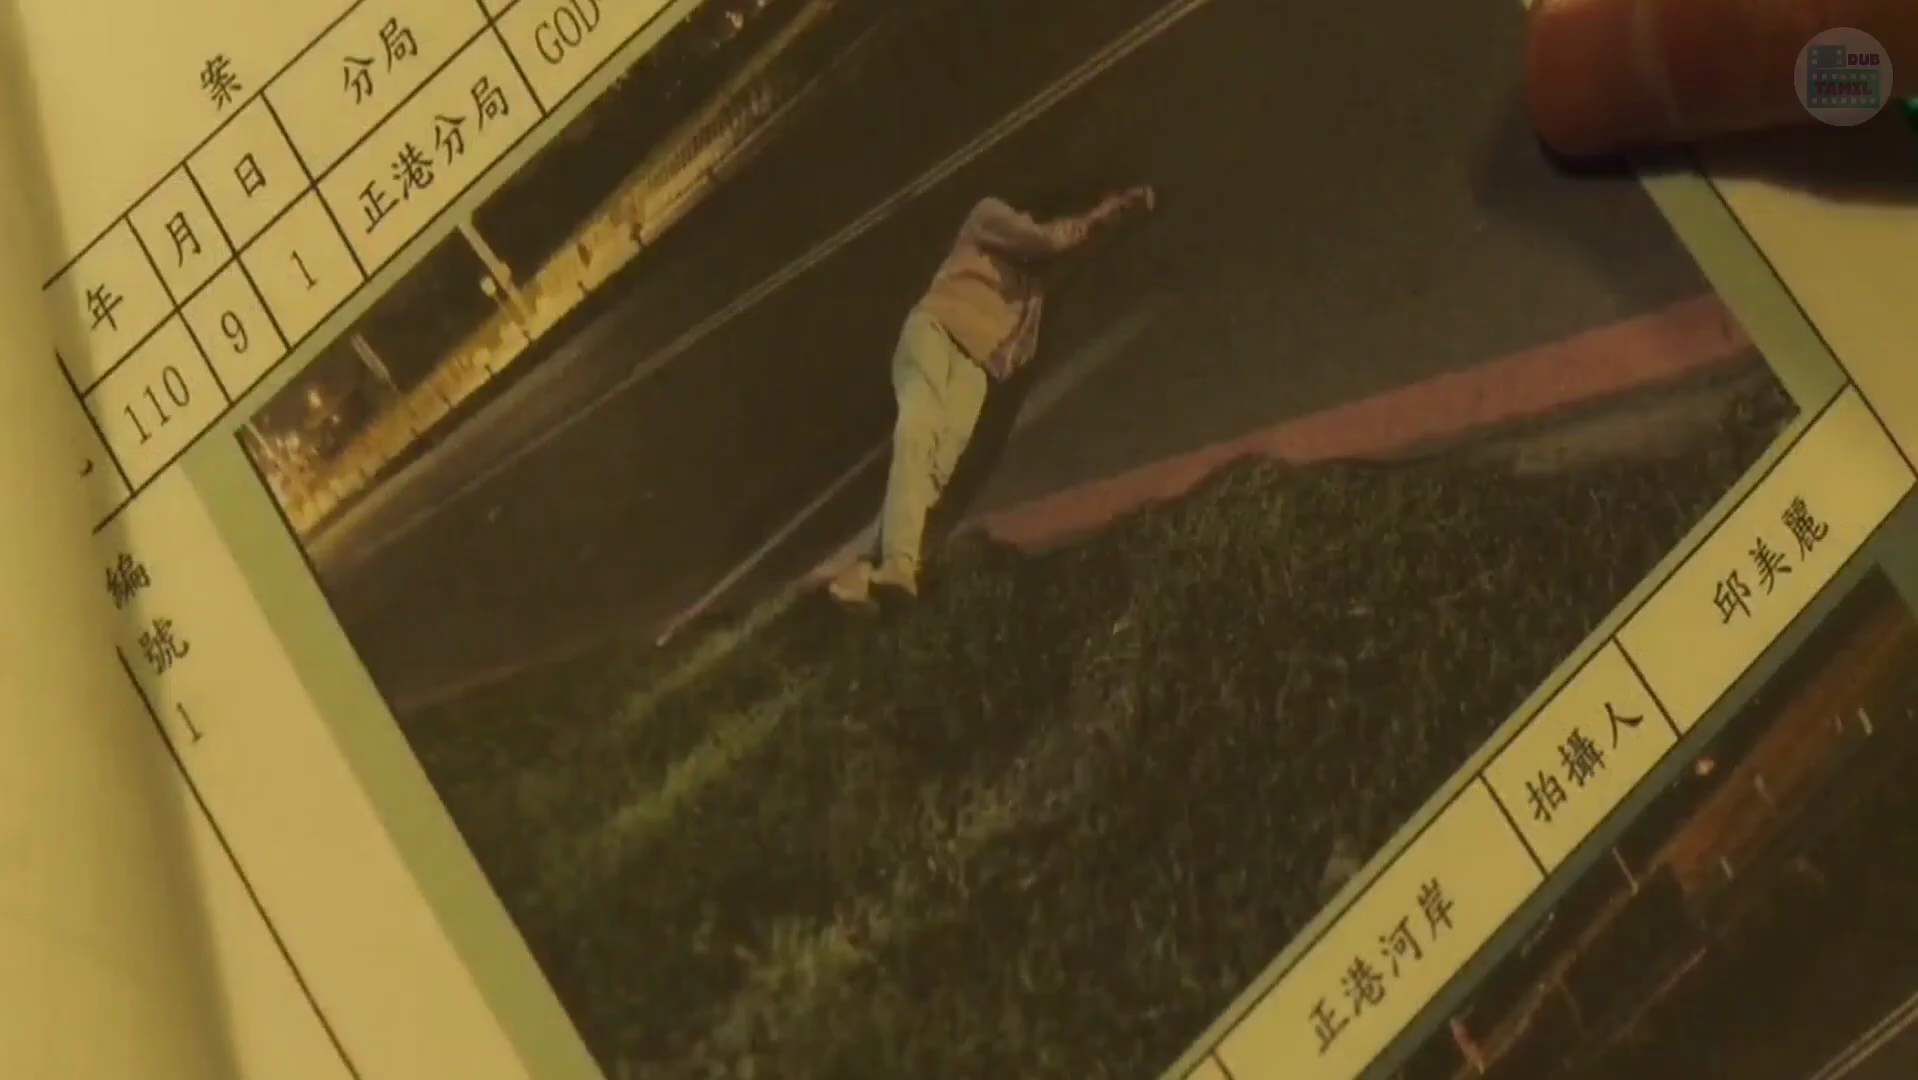 案
年 月 日 分局
110 9 1 正港分局 GOD
編號 1
正港河岸 拍攝人 邱美麗
DUB
TAMIL